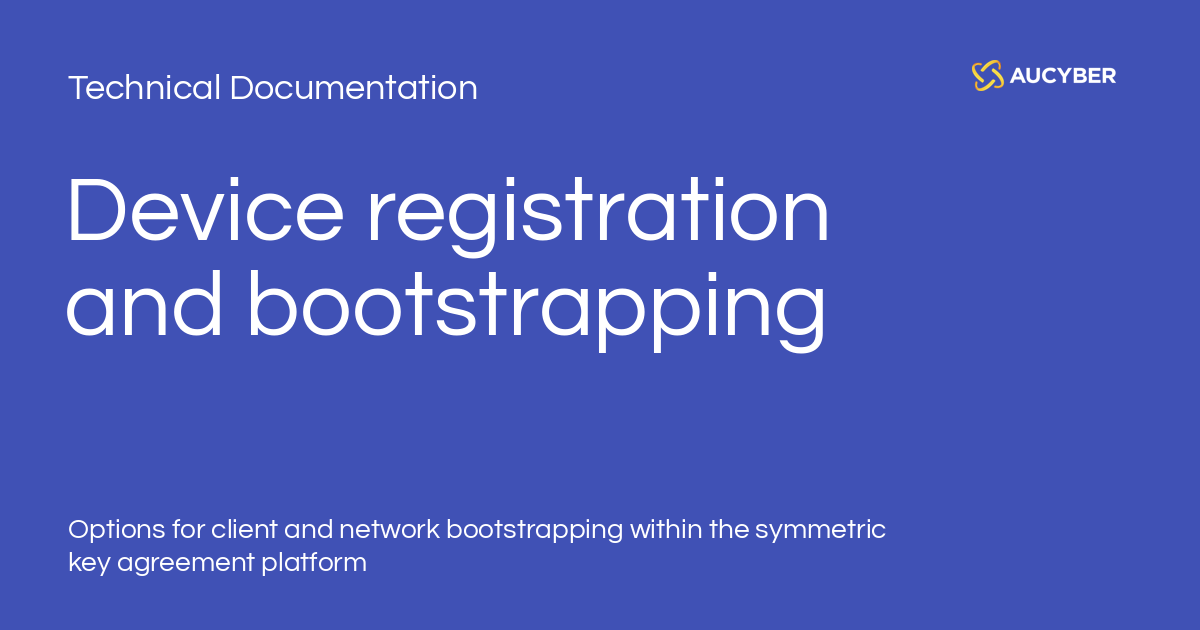 Technical Documentation
AUCYBER
Device registration
and bootstrapping
Options for client and network bootstrapping within the symmetric
key agreement platform